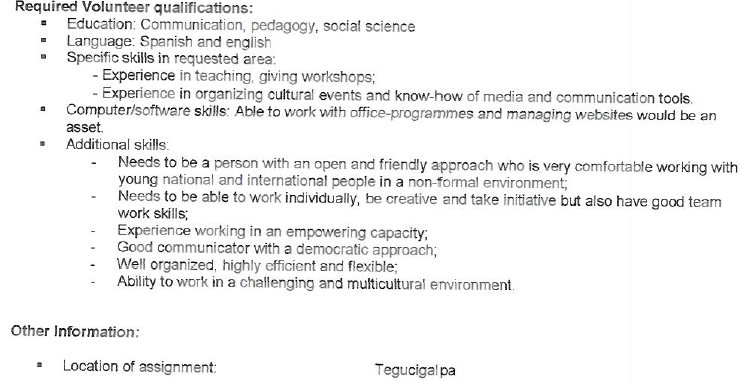 Required Volunteer qualifications:
▪ Education: Communication, pedagogy, social science
▪ Language: Spanish and english
▪ Specific skills in requested area:
- Experience in teaching, giving workshops;
- Experience in organizing cultural events and know-how of media and communication tools.
▪ Computer/software skills: Able to work with office-programmes and managing websites would be an
asset.
▪ Additional skills:
- Needs to be a person with an open and friendly approach who is very comfortable working with
young national and international people in a non-formal environment;
- Needs to be able to work individually, be creative and take initiative but also have good team
work skills;
- Experience working in an empowering capacity;
- Good communicator with a democratic approach;
- Well organized, highly efficient and flexible;
- Ability to work in a challenging and multicultural environment.
Other Information:
▪ Location of assignment: Tegucigalpa